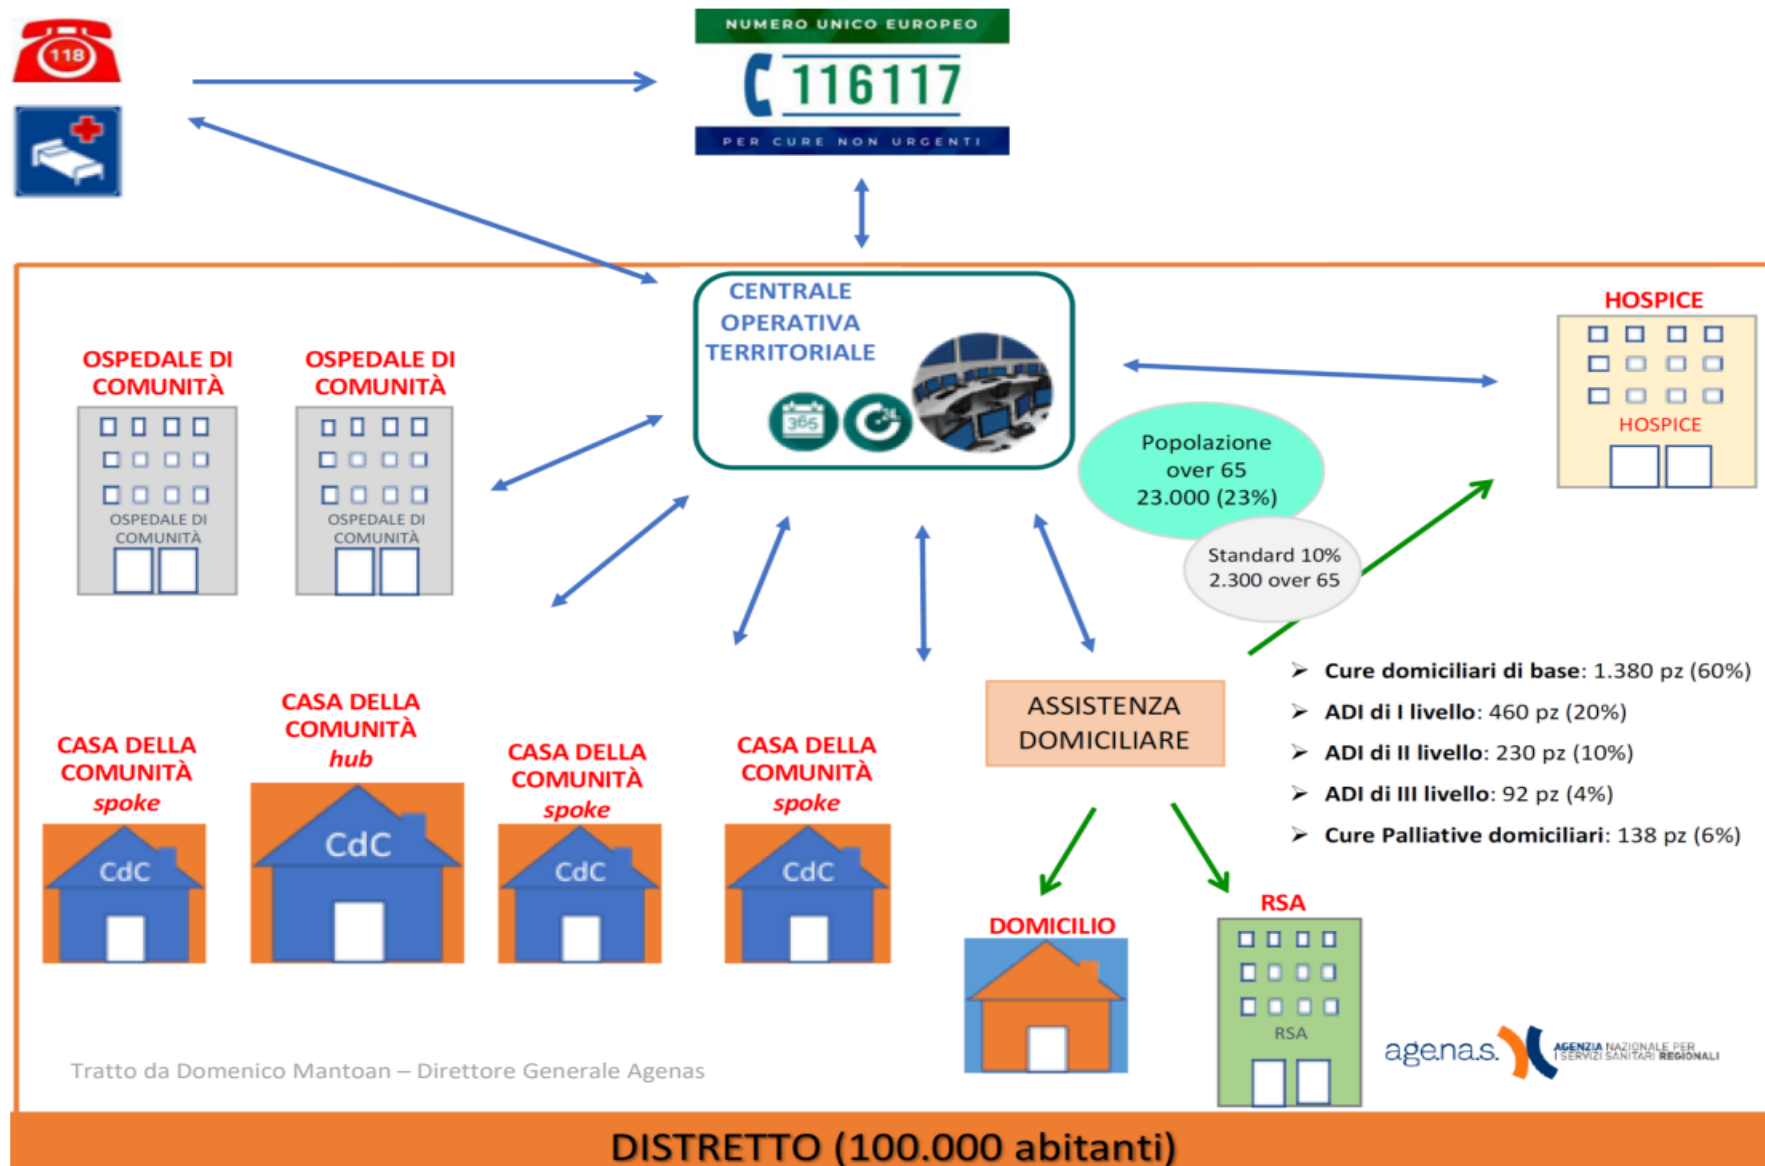 118
NUMERO UNICO EUROPEO
116117
PER CURE NON URGENTI
CENTRALE
OPERATIVA
TERRITORIALE
365
24
HOSPICE
HOSPICE
OSPEDALE DI
COMUNITÀ
OSPEDALE DI
COMUNITÀ
OSPEDALE DI
COMUNITÀ
OSPEDALE DI
COMUNITÀ
Popolazione
over 65
23.000 (23%)
Standard 10%
2.300 over 65
CASA DELLA
COMUNITÀ
spoke
CdC
CASA DELLA
COMUNITÀ
hub
CdC
CASA DELLA
COMUNITÀ
spoke
CdC
CASA DELLA
COMUNITÀ
spoke
CdC
ASSISTENZA
DOMICILIARE
➢ Cure domiciliari di base: 1.380 pz (60%)
➢ ADI di I livello: 460 pz (20%)
➢ ADI di II livello: 230 pz (10%)
➢ ADI di III livello: 92 pz (4%)
➢ Cure Palliative domiciliari: 138 pz (6%)
DOMICILIO
RSA
RSA
agenas.
AGENZIA NAZIONALE PER
I SERVIZI SANITARI REGIONALI
Tratto da Domenico Mantoan – Direttore Generale Agenas
DISTRETTO (100.000 abitanti)